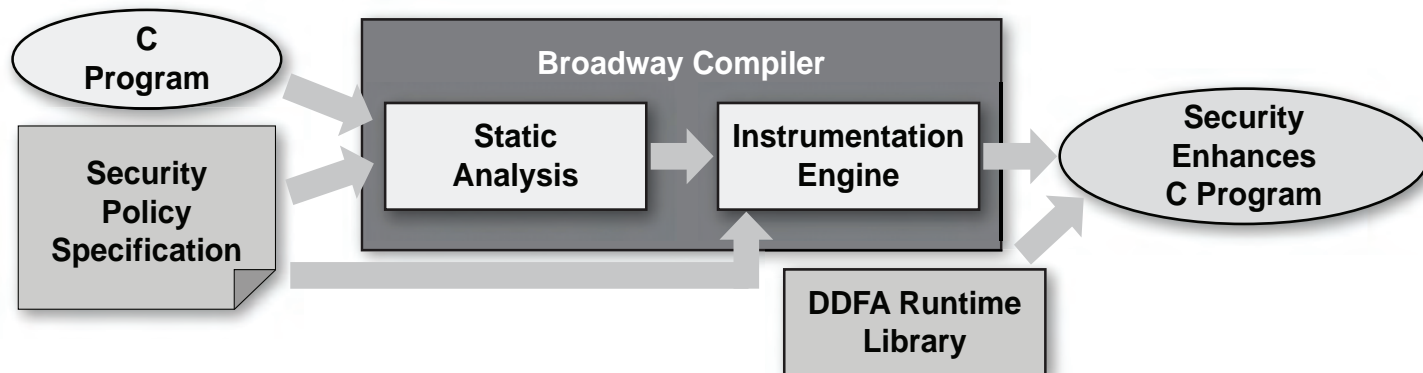 C
Program
Security
Policy
Specification
Broadway Compiler
Static
Analysis
Instrumentation
Engine
DDFA Runtime
Library
Security
Enhances
C Program